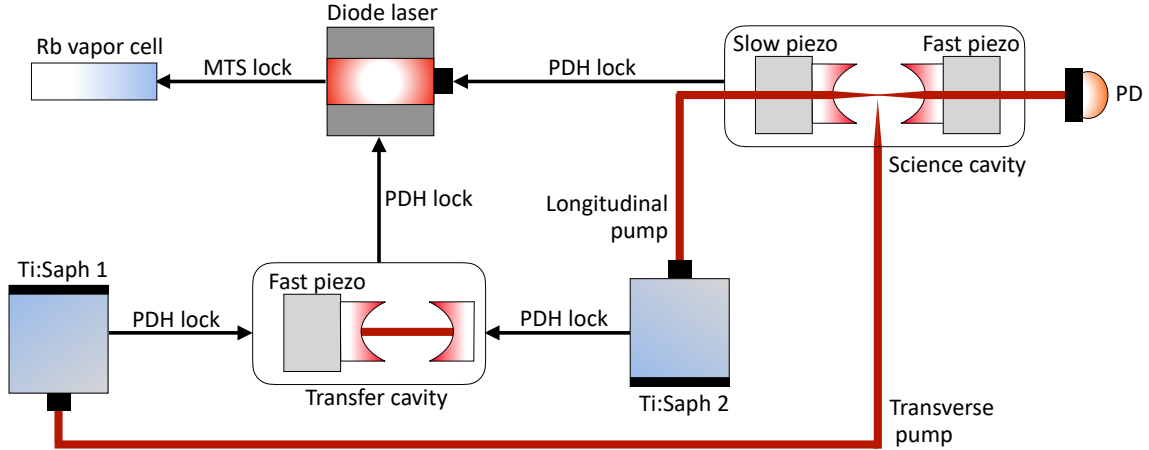 Diode laser
Rb vapor cell
MTS lock
PDH lock
Slow piezo
Fast piezo
PD
Science cavity
PDH lock
Longitudinal
pump
Ti:Saph 1
Fast piezo
PDH lock
PDH lock
Transfer cavity
Ti:Saph 2
Transverse
pump